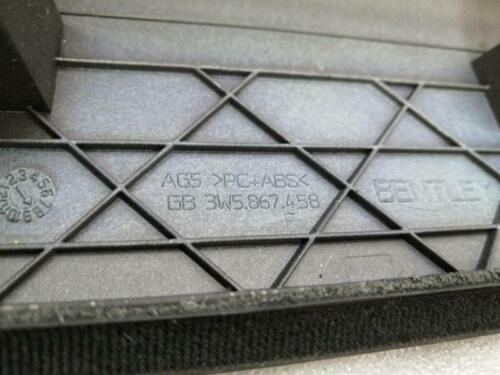 AG5 >PC+ABS<
GB 3W5.867.458
F
BENTLEY